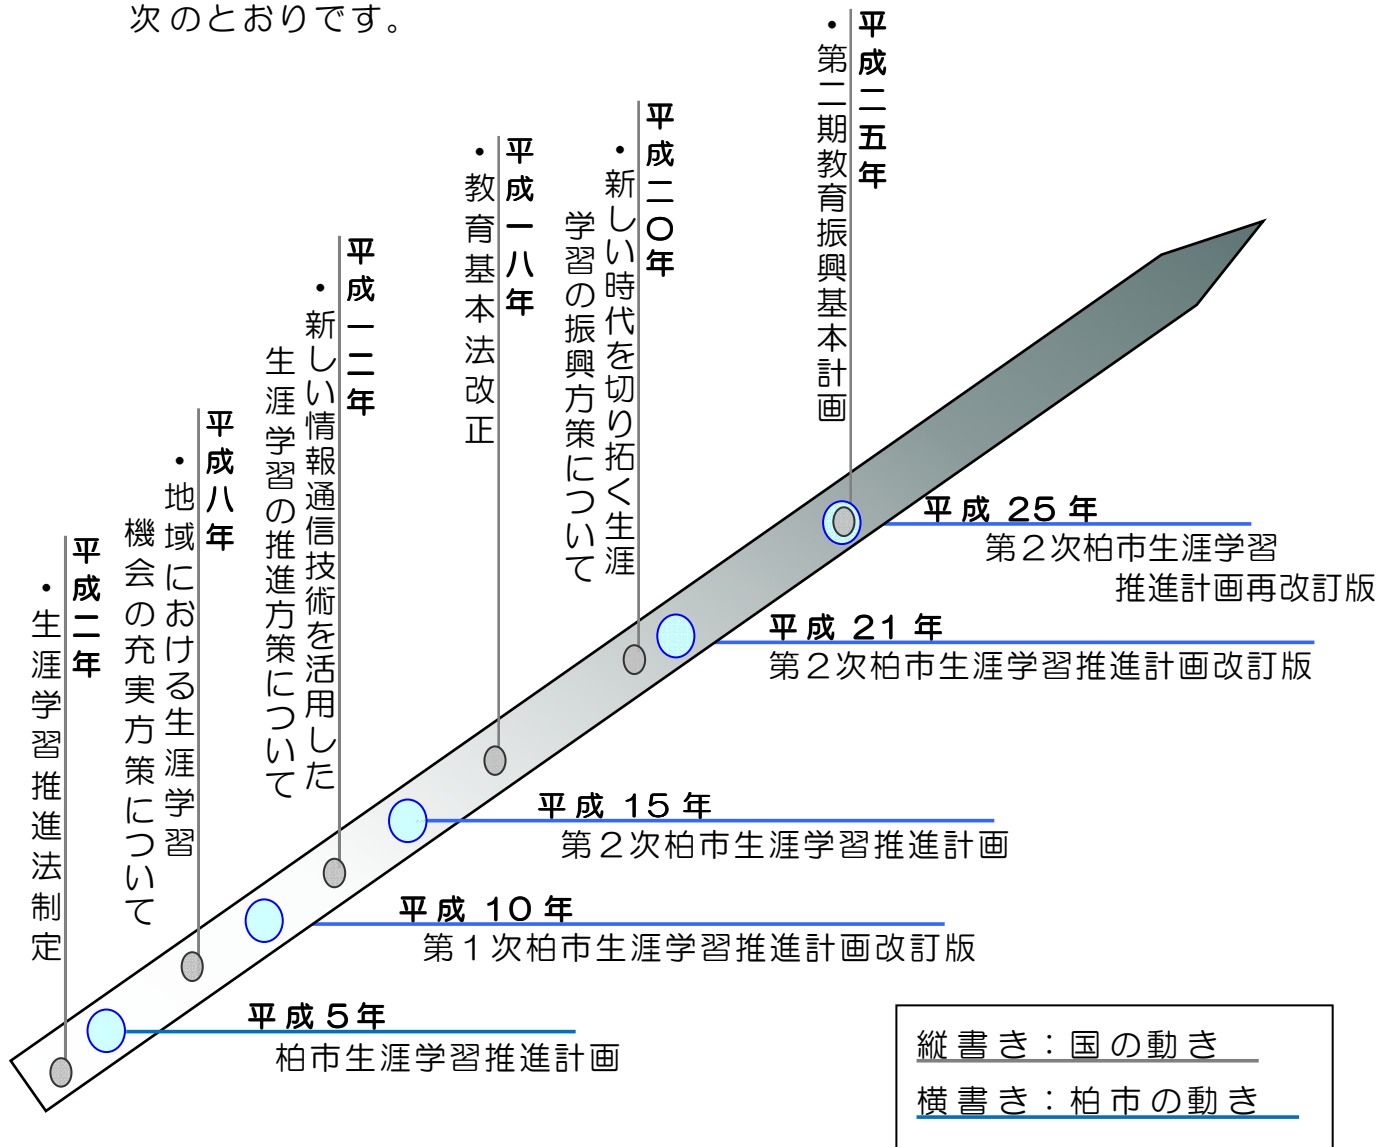 次のとおりです。
平成二五年
・第二期教育振興基本計画
平成二〇年
・新しい時代を切り拓く生涯
学習の振興方策について
平成一八年
・教育基本法改正
平成一二年
・新しい情報通信技術を活用した
生涯学習の推進方策について
平成八年
・地域における生涯学習
機会の充実方策について
平成二年
・生涯学習推進法制定
平成 25 年
第２次柏市生涯学習
推進計画再改訂版
平成 21 年
第２次柏市生涯学習推進計画改訂版
平成 15 年
第２次柏市生涯学習推進計画
平成 10 年
第１次柏市生涯学習推進計画改訂版
平成５年
柏市生涯学習推進計画
縦書き：国の動き
横書き：柏市の動き